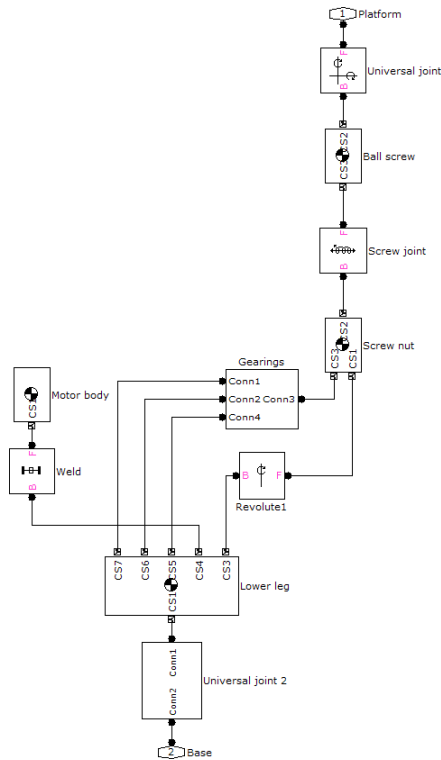 1
Platform
F
Universal joint
B
CS2
Ball screw
CS3
F
Screw joint
B
CS2
Screw nut
CS3
CS1
Gearings
Conn1
Conn2 Conn3
Conn4
Motor body
CS1
F
Weld
B
B
F
Revolute1
CS7
CS6
CS5
CS4
CS3
Lower leg
CS1
Conn1
Universal joint 2
Conn2
2
Base